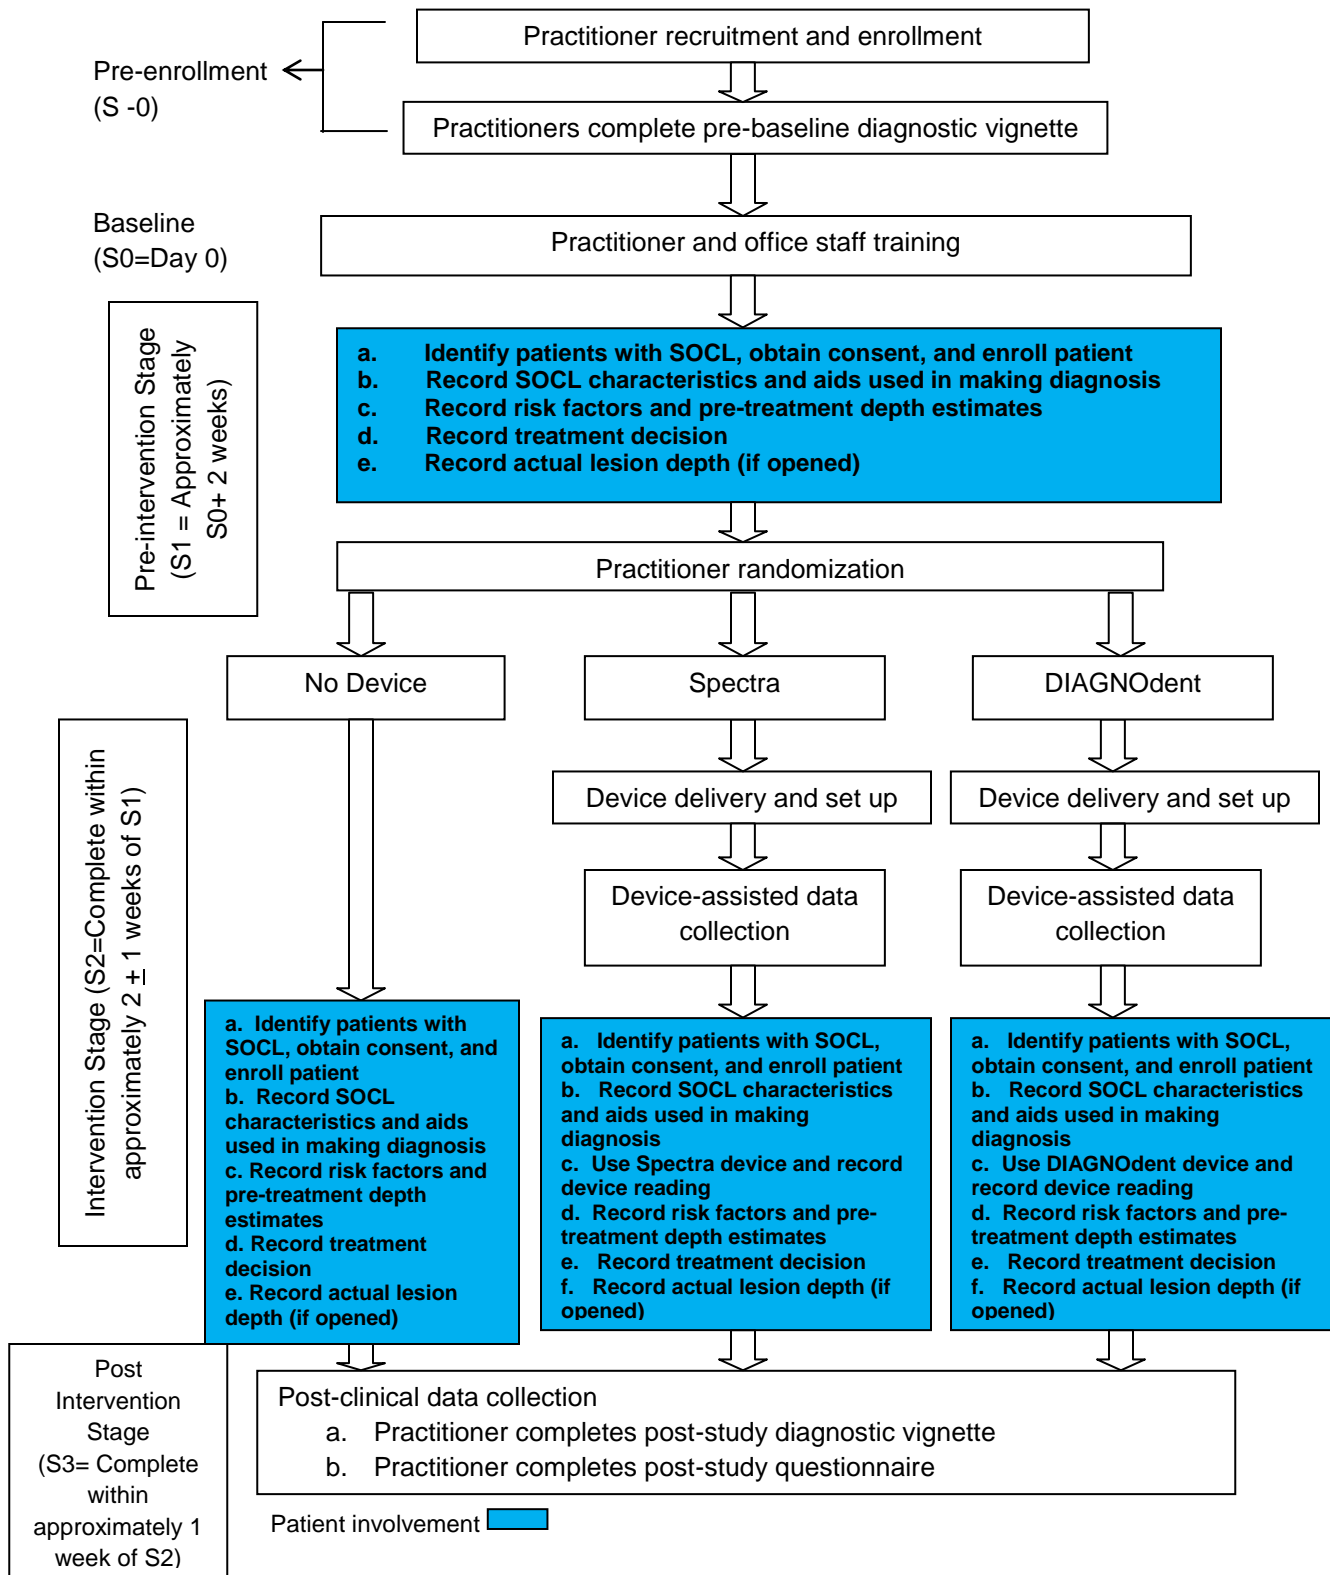 Practitioner recruitment and enrollment
Pre-enrollment
(S -0)
Practitioners complete pre-baseline diagnostic vignette
Baseline
(S0=Day 0)
Practitioner and office staff training
Pre-intervention Stage
(S1 = Approximately
S0+ 2 weeks)
a. Identify patients with SOCL, obtain consent, and enroll patient
b. Record SOCL characteristics and aids used in making diagnosis
c. Record risk factors and pre-treatment depth estimates
d. Record treatment decision
e. Record actual lesion depth (if opened)
Practitioner randomization
No Device
Spectra
DIAGNOdent
Intervention Stage (S2=Complete within
approximately 2 ± 1 weeks of S1)
Device delivery and set up
Device delivery and set up
Device-assisted data
collection
Device-assisted data
collection
a. Identify patients with
SOCL, obtain consent, and
enroll patient
b. Record SOCL
characteristics and aids
used in making diagnosis
c. Record risk factors and
pre-treatment depth
estimates
d. Record treatment
decision
e. Record actual lesion
depth (if opened)
a. Identify patients with SOCL,
obtain consent, and enroll patient
b. Record SOCL characteristics
and aids used in making
diagnosis
c. Use Spectra device and record
device reading
d. Record risk factors and pre-
treatment depth estimates
e. Record treatment decision
f. Record actual lesion depth (if
opened)
a. Identify patients with SOCL,
obtain consent, and enroll patient
b. Record SOCL characteristics
and aids used in making
diagnosis
c. Use DIAGNOdent device and
record device reading
d. Record risk factors and pre-
treatment depth estimates
e. Record treatment decision
f. Record actual lesion depth (if
opened)
Post
Intervention
Stage
(S3= Complete
within
approximately 1
week of S2)
Post-clinical data collection
a. Practitioner completes post-study diagnostic vignette
b. Practitioner completes post-study questionnaire
Patient involvement